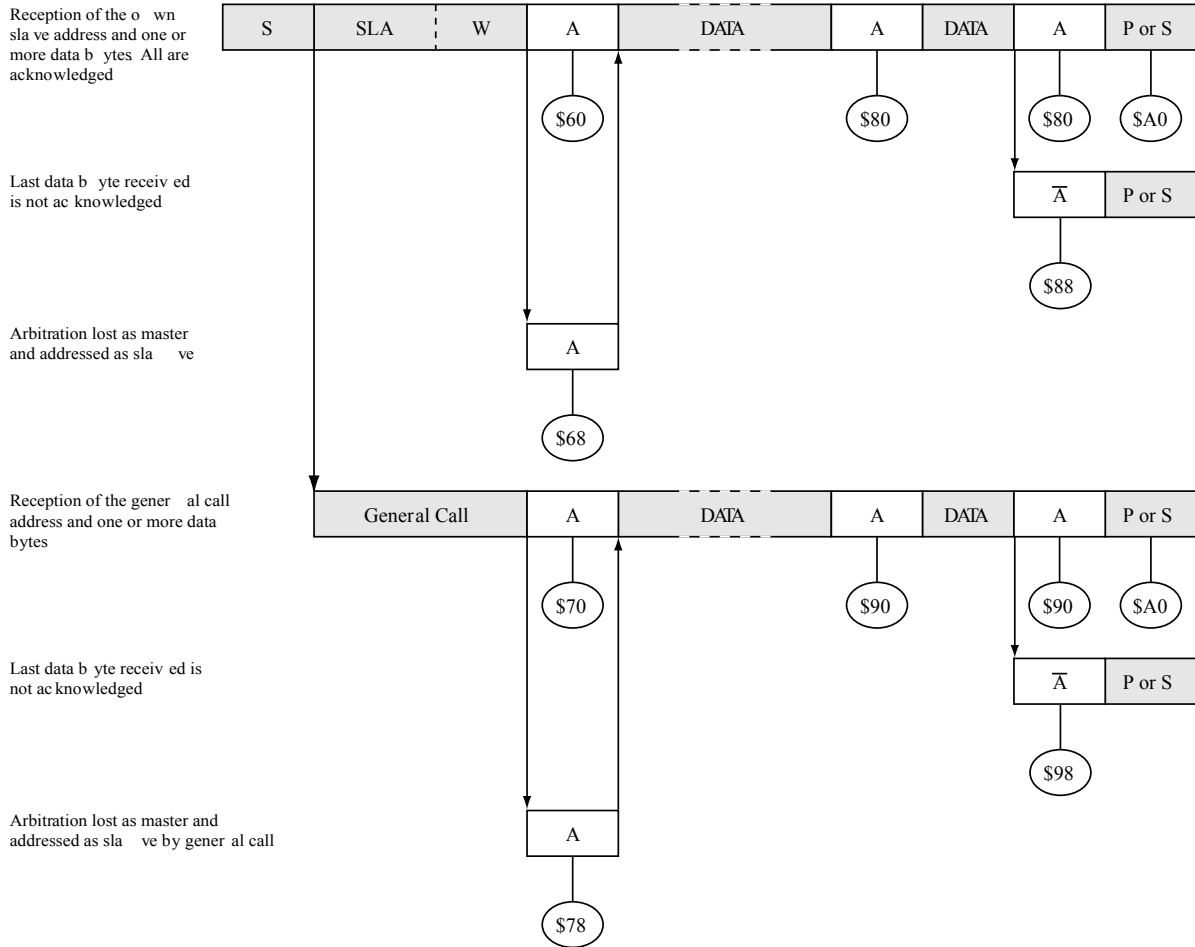 Reception of the o wn
sla ve address and one or
more data b ytes. All are
acknowledged
S SLA W A DATA A DATA A P or S
$60 $80 $80 $A0
Last data b yte receiv ed
is not ac knowledged
A̅ P or S
$88
Arbitration lost as master
and addressed as sla ve
A
$68
Reception of the gener al call
address and one or more data
bytes
General Call A DATA A DATA A P or S
$70 $90 $90 $A0
Last data b yte receiv ed is
not ac knowledged
A̅ P or S
$98
Arbitration lost as master and
addressed as sla ve by gener al call
A
$78